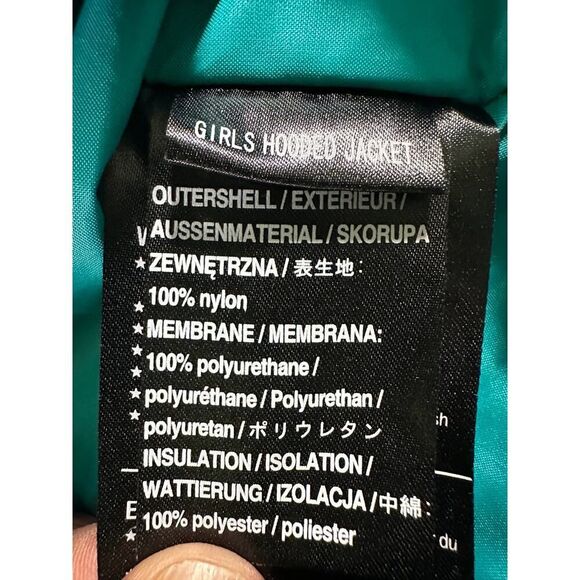 GIRLS HOODED JACKET
OUTERSHELL / EXTERIEUR /
AUSSENMATERIAL / SKORUPA
ZEWNĘTRZNA / 表生地:
100% nylon
MEMBRANE / MEMBRANA:
100% polyurethane /
polyuréthane / Polyurethan /
polyuretan / ポリウレタン
INSULATION / ISOLATION /
WATTIERUNG / IZOLACJA / 中綿:
100% polyester / poliester
du